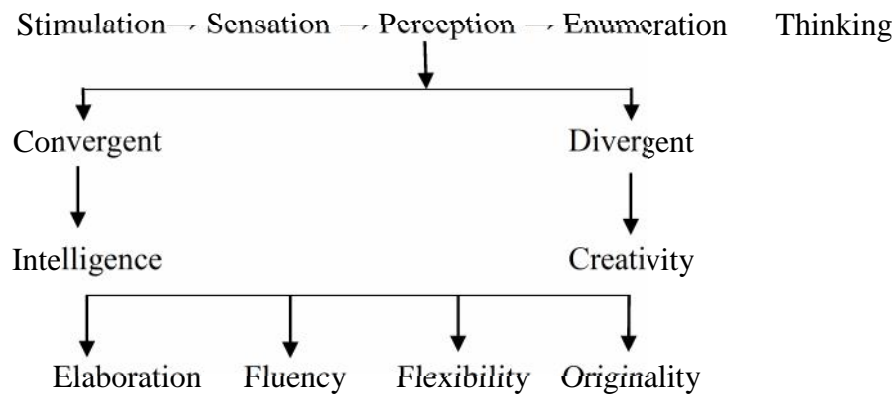 Stimulation → Sensation → Perception → Enumeration Thinking
Convergent Divergent
Intelligence Creativity
Elaboration Fluency Flexibility Originality